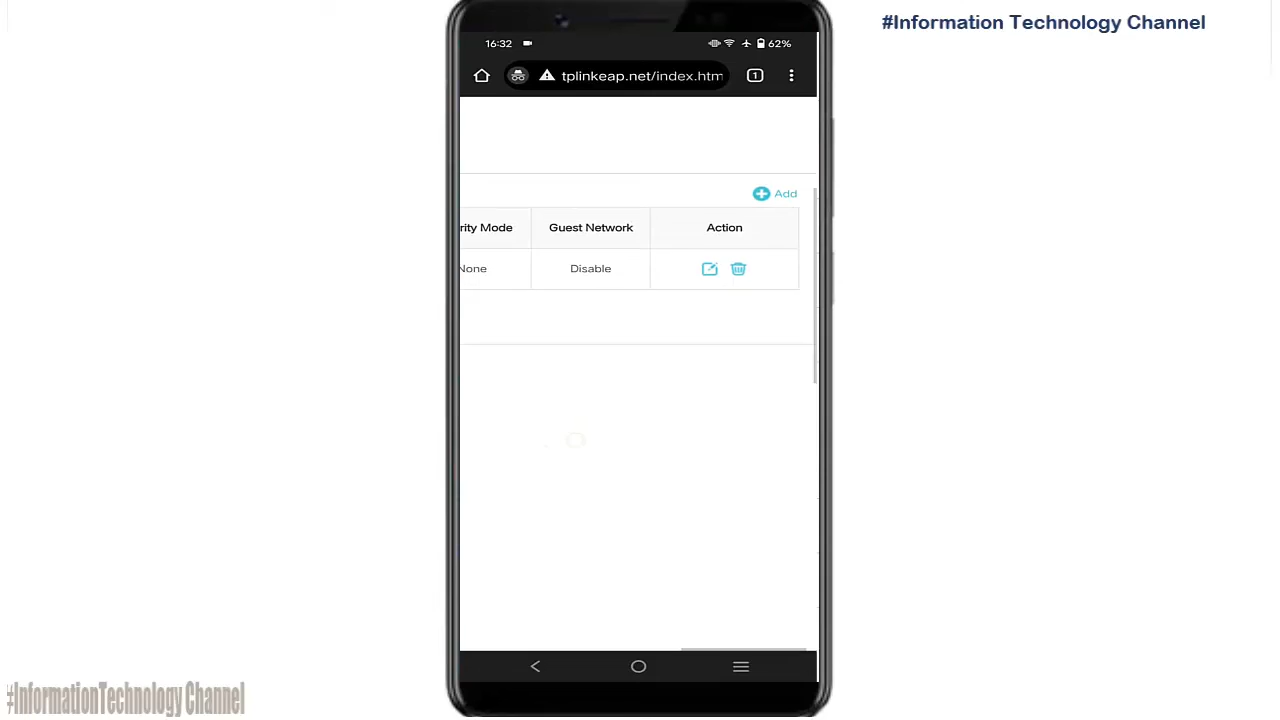 #Information Technology Channel
16:32
62%
tplinkeap.net/index.htm
1
Add
rity Mode
Guest Network
Action
None
Disable
#InformationTechnology Channel